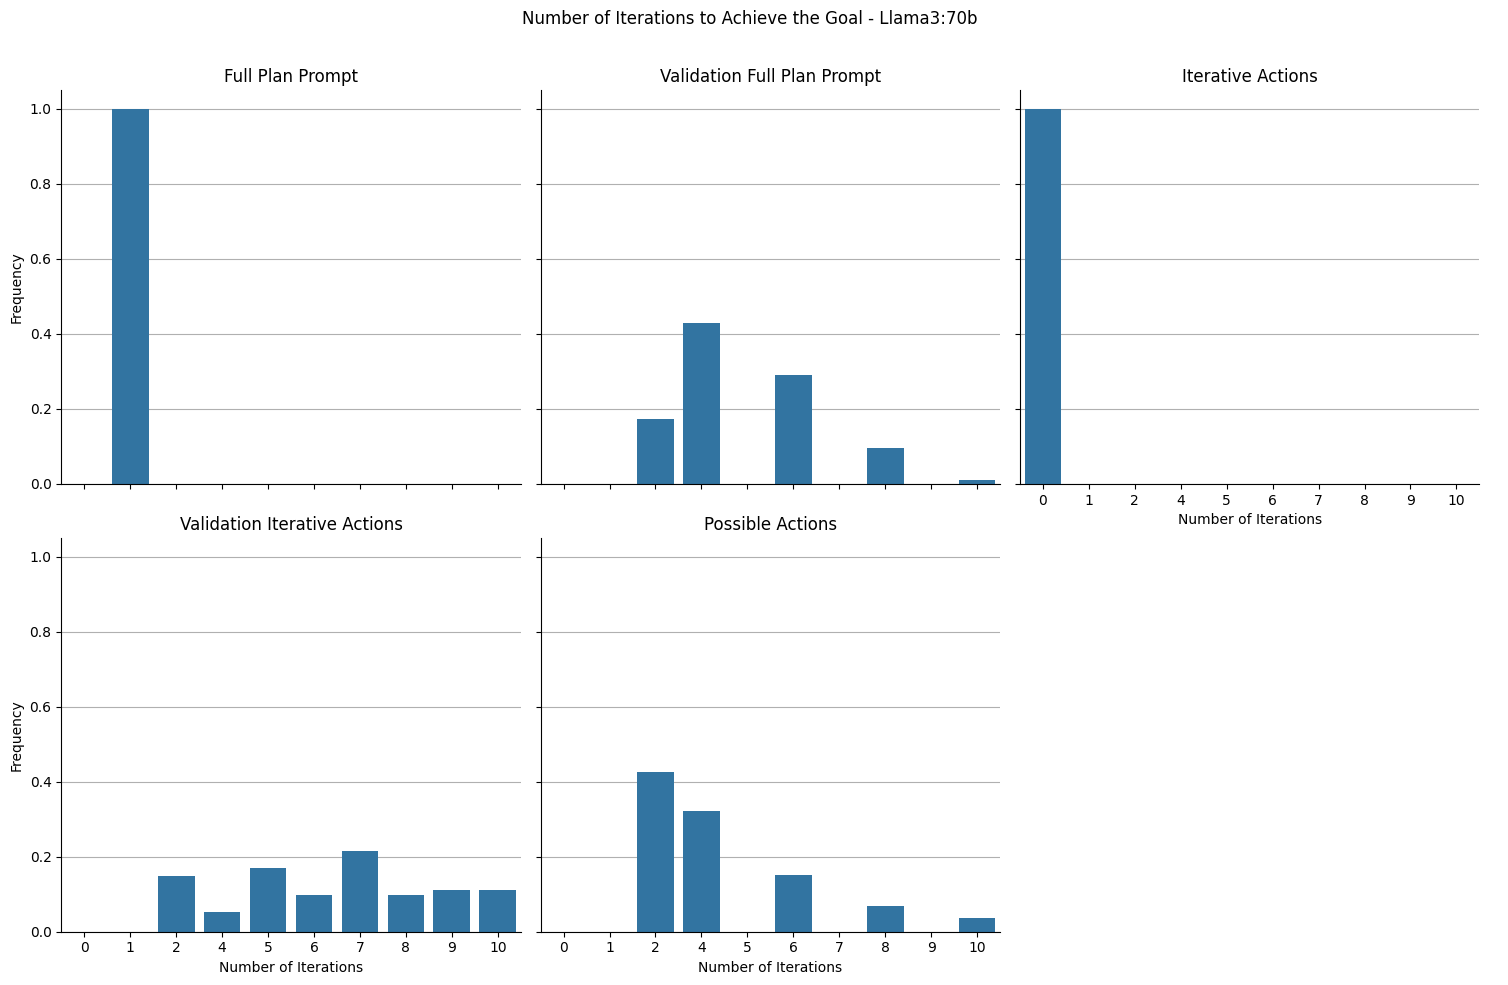 Number of Iterations to Achieve the Goal - Llama3:70b
Full Plan Prompt
Validation Full Plan Prompt
Iterative Actions
1.0
0.8
0.6
0.4
0.2
0.0
Frequency
0 1 2 4 5 6 7 8 9 10
Number of Iterations
Validation Iterative Actions
Possible Actions
1.0
0.8
0.6
0.4
0.2
0.0
Frequency
0 1 2 4 5 6 7 8 9 10
Number of Iterations
0 1 2 4 5 6 7 8 9 10
Number of Iterations